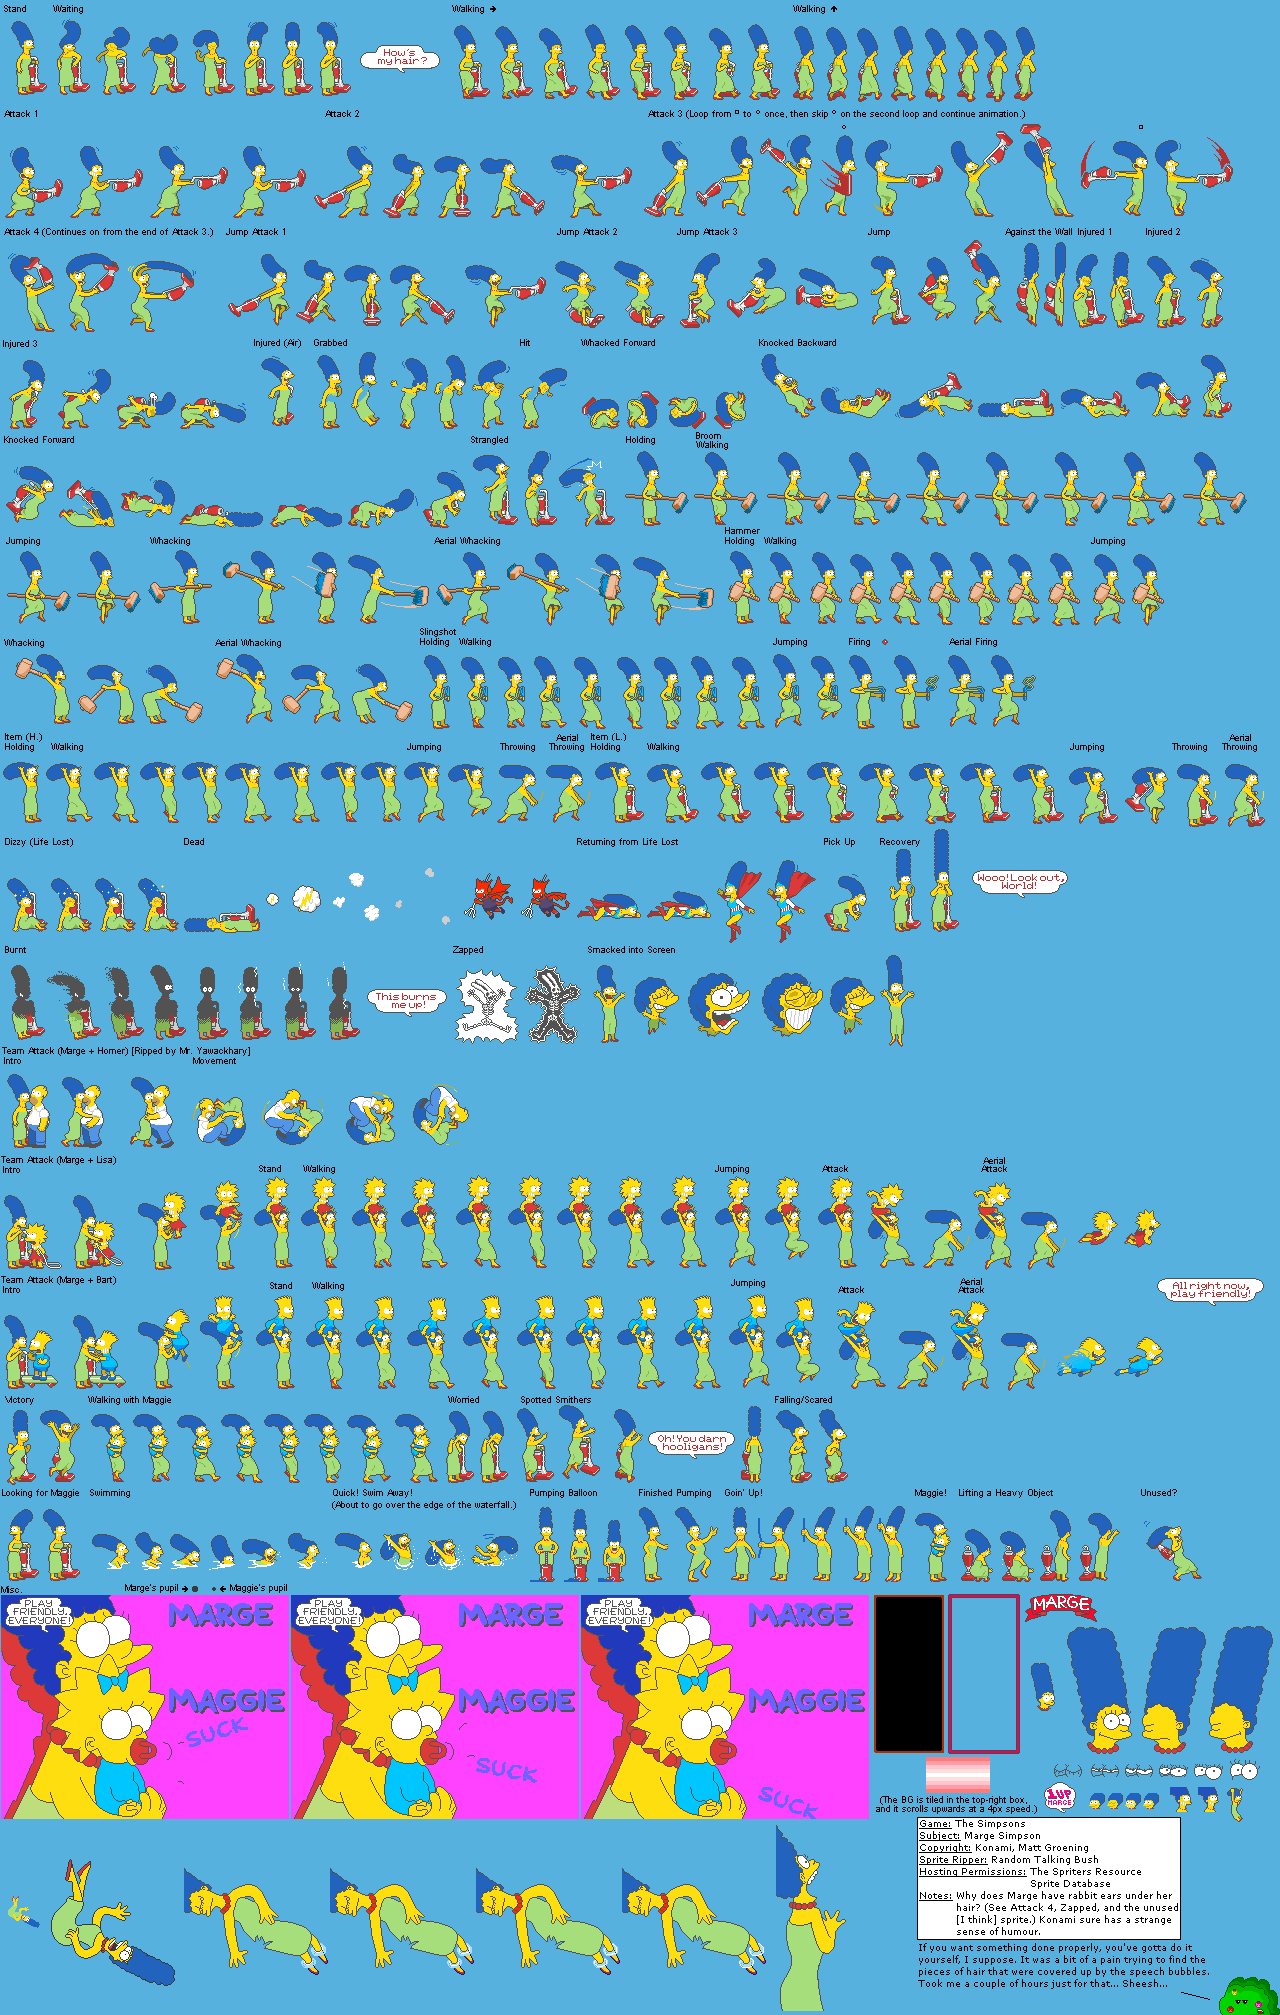 Stand
Waiting
Walking →
Walking ↑
How's
my hair?
Attack 1
Attack 2
Attack 3 (Loop from □ to ° once, then skip ° on the second loop and continue animation.)
Attack 4 (Continues on from the end of Attack 3.)
Jump Attack 1
Jump Attack 2
Jump Attack 3
Jump
Against the Wall
Injured 1
Injured 2
Injured 3
Injured (Air)
Grabbed
Hit
Whacked Forward
Knocked Backward
Knocked Forward
Strangled
Holding
Broom
Walking
Jumping
Whacking
Aerial Whacking
Hammer
Holding
Walking
Jumping
Whacking
Aerial Whacking
Slingshot
Holding
Walking
Jumping
Firing
Aerial Firing
Item (H.)
Holding
Walking
Jumping
Throwing
Aerial
Throwing
Item (L.)
Holding
Walking
Jumping
Throwing
Aerial
Throwing
Dizzy (Life Lost)
Dead
Returning from Life Lost
Pick Up
Recovery
Wooo! Look out,
World!
Burnt
This burns
me up!
Zapped
Smacked into Screen
Team Attack (Marge + Homer) [Ripped by Mr. Yawackhary]
Intro
Movement
Team Attack (Marge + Lisa)
Intro
Stand
Walking
Jumping
Attack
Aerial
Attack
Team Attack (Marge + Bart)
Intro
Stand
Walking
Jumping
Attack
Aerial
Attack
All right now,
play friendly!
Victory
Walking with Maggie
Worried
Spotted Smithers
Oh! You darn
hooligans!
Falling/Scared
Looking for Maggie
Swimming
Quick! Swim Away!
(About to go over the edge of the waterfall.)
Pumping Balloon
Finished Pumping
Goin' Up!
Maggie!
Lifting a Heavy Object
Unused?
Misc.
Marge's pupil →
← Maggie's pupil
PLAY
FRIENDLY,
EVERYONE!
MARGE
MAGGIE
SUCK
PLAY
FRIENDLY,
EVERYONE!
MARGE
MAGGIE
SUCK
PLAY
FRIENDLY,
EVERYONE!
MARGE
MAGGIE
SUCK
MARGE
(The BG is tiled in the top-right box,
and it scrolls upwards at a 4px speed.)
1UP
MARGE
Game: The Simpsons
Subject: Marge Simpson
Copyright: Konami, Matt Groening
Sprite Ripper: Random Talking Bush
Hosting Permissions: The Spriters Resource
Sprite Database
Notes: Why does Marge have rabbit ears under her
hair? (See Attack 4, Zapped, and the unused
[I think] sprite.) Konami sure has a strange
sense of humour.
If you want something done properly, you've gotta do it
yourself, I suppose. It was a bit of a pain trying to find the
pieces of hair that were covered up by the speech bubbles.
Took me a couple of hours just for that... Sheesh...